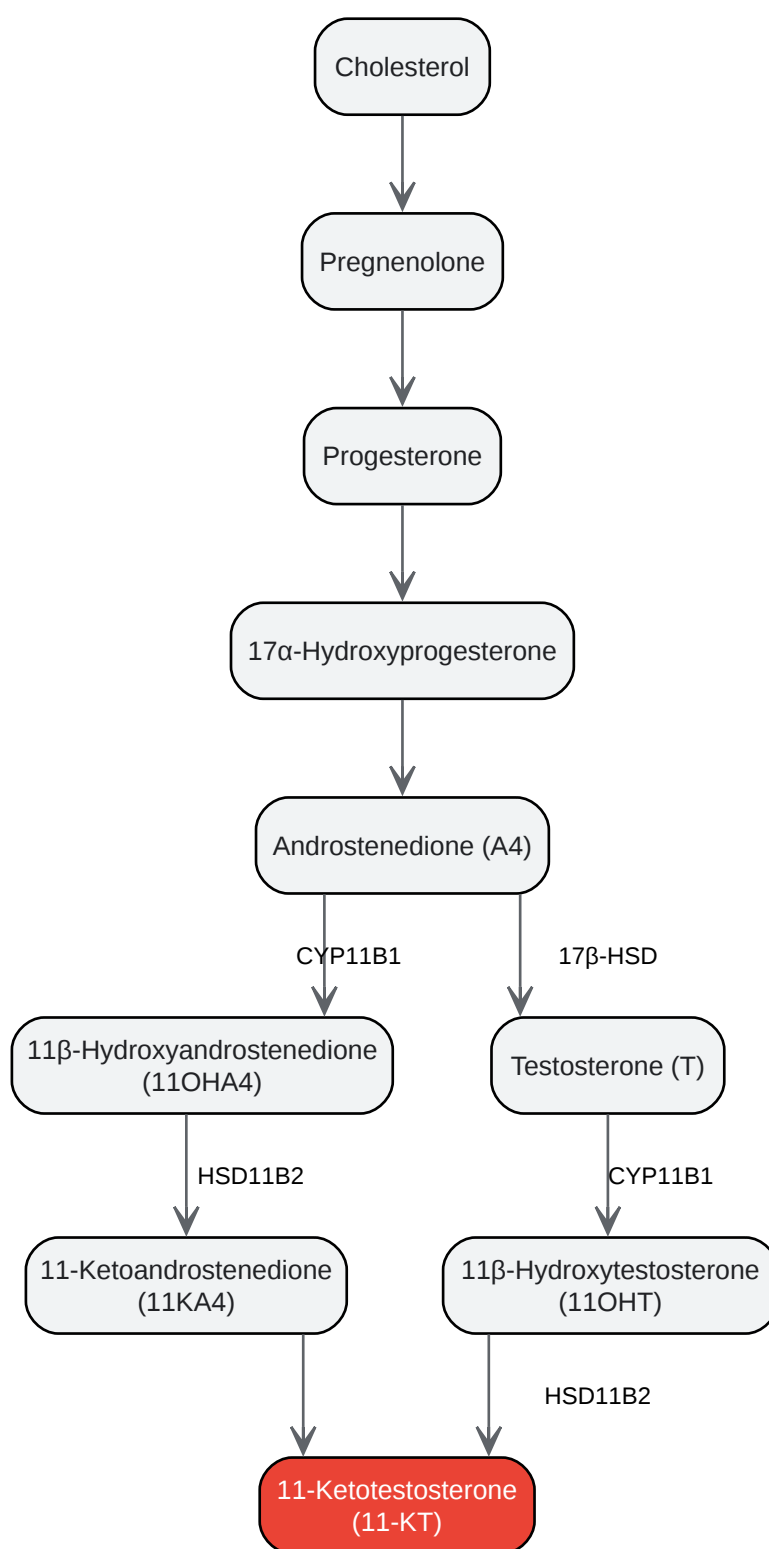 Cholesterol
Pregnenolone
Progesterone
17α-Hydroxyprogesterone
Androstenedione (A4)
CYP11B1
17β-HSD
11β-Hydroxyandrostenedione
(11OHA4)
Testosterone (T)
HSD11B2
CYP11B1
11-Ketoandrostenedione
(11KA4)
11β-Hydroxytestosterone
(11OHT)
HSD11B2
11-Ketotestosterone
(11-KT)